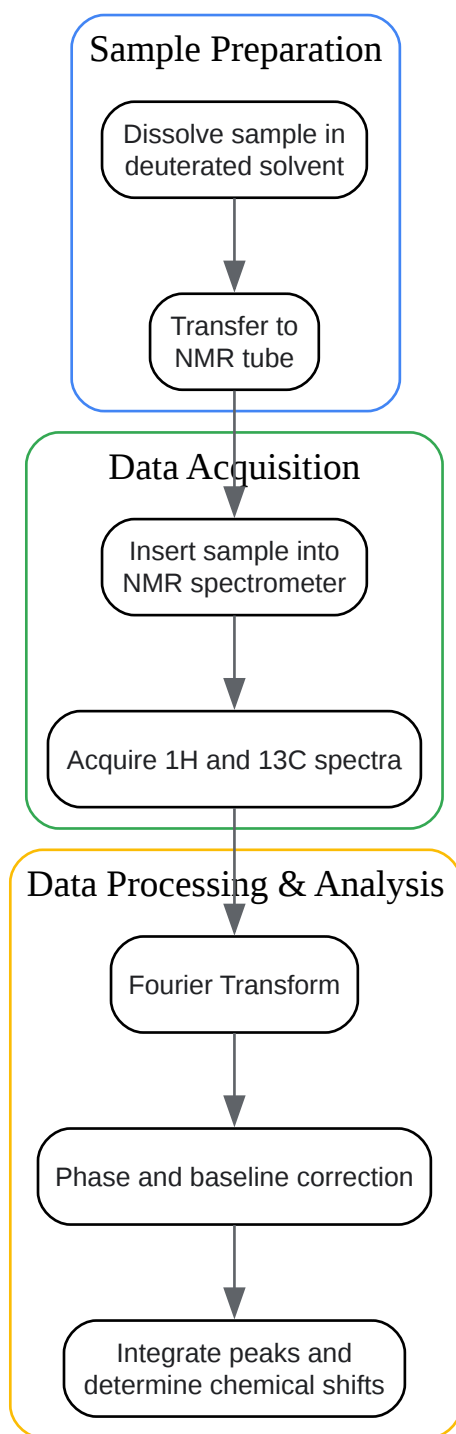 Sample Preparation
Dissolve sample in
deuterated solvent
Transfer to
NMR tube
Data Acquisition
Insert sample into
NMR spectrometer
Acquire 1H and 13C spectra
Data Processing & Analysis
Fourier Transform
Phase and baseline correction
Integrate peaks and
determine chemical shifts